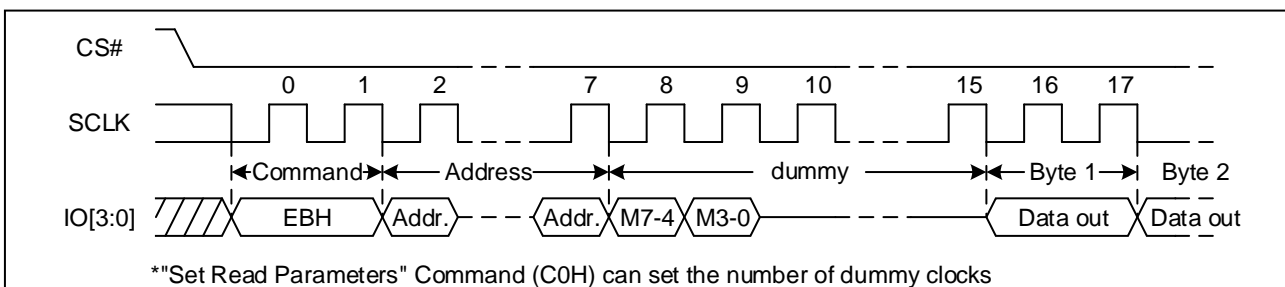 CS#
0 1 2 7 8 9 10 15 16 17
SCLK
Command Address dummy Byte 1 Byte 2
IO[3:0] EBH Addr. Addr. M7-4 M3-0 Data out Data out
*"Set Read Parameters" Command (C0H) can set the number of dummy clocks